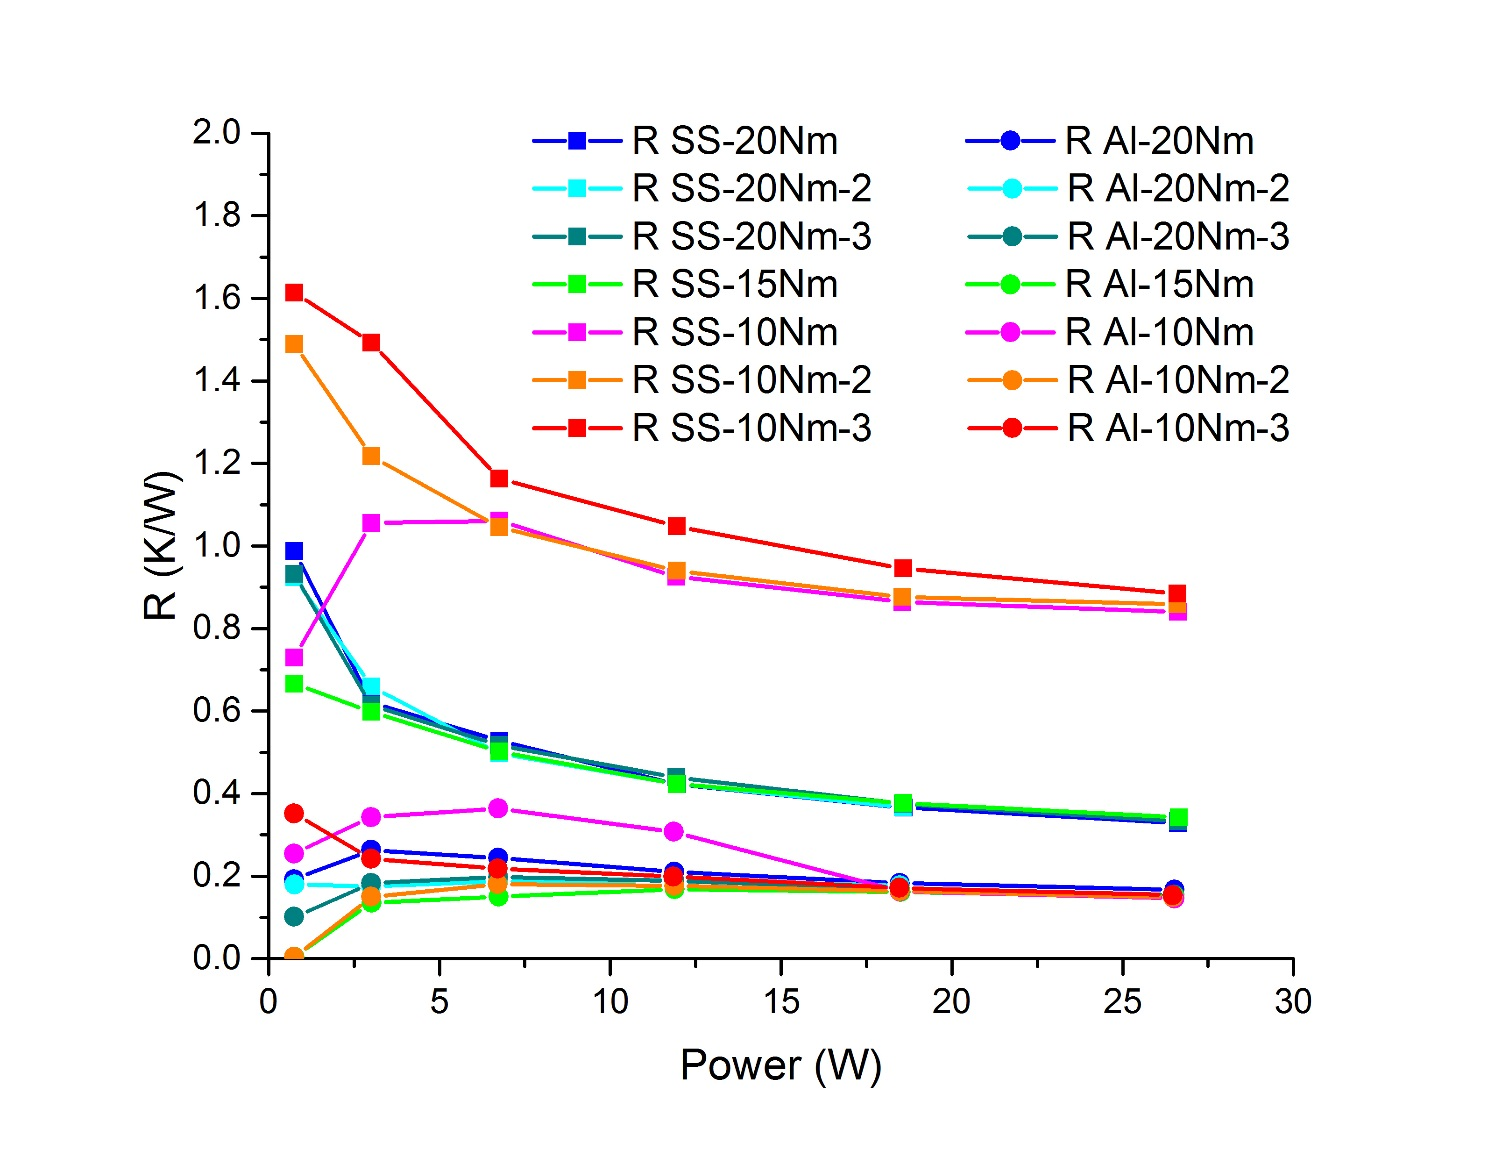 2.0
1.8
1.6
1.4
1.2
1.0
0.8
0.6
0.4
0.2
0.0
R (K/W)
R SS-20Nm
R SS-20Nm-2
R SS-20Nm-3
R SS-15Nm
R SS-10Nm
R SS-10Nm-2
R SS-10Nm-3
R Al-20Nm
R Al-20Nm-2
R Al-20Nm-3
R Al-15Nm
R Al-10Nm
R Al-10Nm-2
R Al-10Nm-3
0 5 10 15 20 25 30
Power (W)